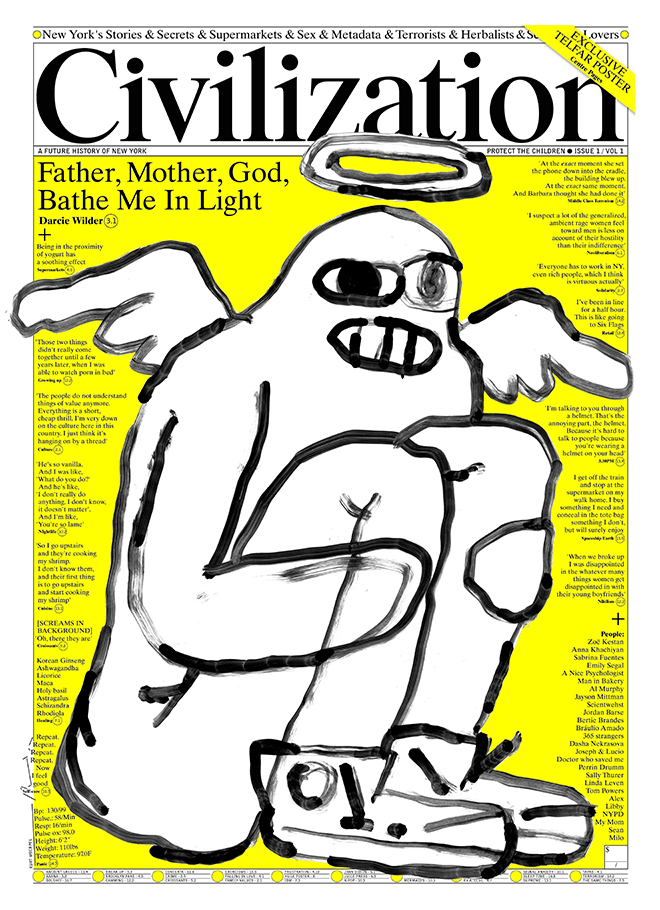 New York's Stories & Secrets & Supermarkets & Sex & Metadata & Terrorists & Herbalists & Lovers
EXCLUSIVE
TELFAR POSTER
Centre Pages
Civilization
A FUTURE HISTORY OF NEW YORK
PROTECT THE CHILDREN ● ISSUE 1 / VOL 1
Father, Mother, God,
Bathe Me In Light
Darcie Wilder 3.1
+
Being in the proximity
of yogurt has
a soothing effect
Supermarkets
'Those two things
didn't really come
together until a few
years later, when I was
able to watch porn in bed'
Growing up
'The people do not understand
things of value anymore.
Everything is a short,
cheap thrill. I'm very down
on the culture here in this
country. I just think it's
hanging on by a thread'
Culture
'He's so vanilla.
And I was like,
'What do you do?'
And he's like,
'I don't really do
anything, I don't know,
it doesn't matter',
And I'm like,
'You're so lame'
Nightlife
So I go upstairs
and they're cooking
my shrimp.
I don't know them,
and their first thing
is to go upstairs
and start cooking
my shrimp'
Cuisine
[SCREAMS IN
BACKGROUND]
'Oh, there they are'
Croissants
Korean Ginseng
Ashwagandha
Licorice
Maca
Holy basil
Astragalus
Schizandra
Rhodiola
Healing
Repeat.
Repeat.
Repeat.
Repeat.
Now
I feel
good
Bp: 130/99
Pulse: 58/Min
Resp: 16/min
Pulse ox: 98.0
Height: 6'2"
Weight: 110lbs
Temperature: 97.0F
Panic
'At the exact moment she set
the phone down into the cradle,
the building blew up.
At the exact same moment.
And Barbara thought she had done it'
Middle Class Terrorism
'I suspect a lot of the generalized,
ambient rage women feel
toward men is less on
account of their hostility
than their indifference'
Neoliberalism
'Everyone has to work in NY,
even rich people, which I think
is virtuous actually'
Solidarity
I've been in line
for a half hour.
This is like going
to Six Flags
Retail
'I'm talking to you through
a helmet. That's the
annoying part, the helmet.
Because it's hard to
talk to people because
you're wearing a
helmet on your head'
I get off the train
and stop at the
supermarket on my
walk home. I buy
something I need and
conceal in the tote bag
something I don't,
but will surely enjoy
Spaceship Earth
'When we broke up
I was disappointed
in the whatever many
things women get
disappointed in with
their young boyfriends'
Nihilism
+
People:
Zoë Kestan
Anna Khachiyan
Sabrina Fuentes
Emily Segal
A Nice Psychologist
Man in Bakery
Al Murphy
Jayson Mittman
Scientwehst
Jordan Barse
Bertie Brandes
Bráulio Amado
365 strangers
Dasha Nekrasova
Joseph & Lucio
Doctor who saved me
Perrin Drumm
Sally Thurer
Linda Leven
Tom Powers
Alex
Libby
NYPD
My Mom
Sean
Milo
$